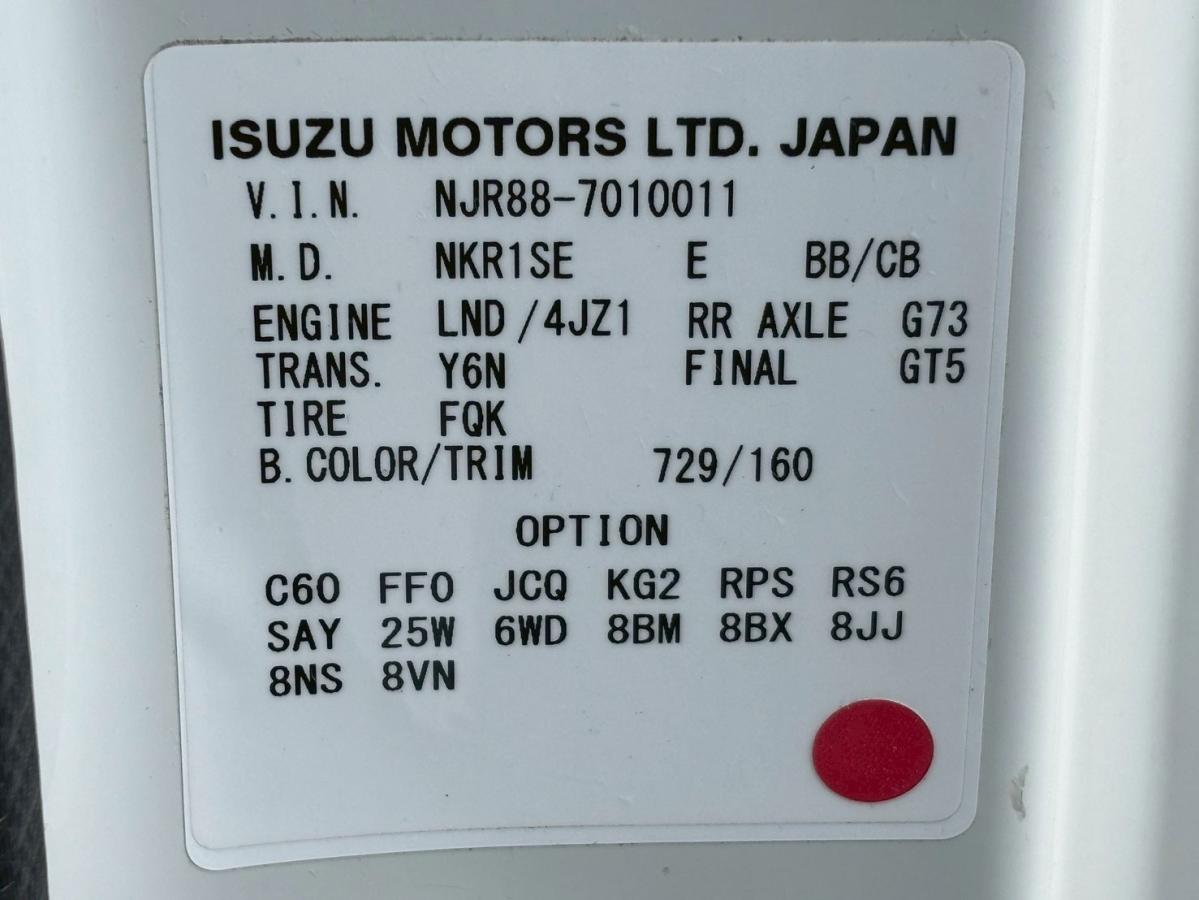 ISUZU MOTORS LTD. JAPAN
V.I.N. NJR88-7010011
M.D. NKR1SE E BB/CB
ENGINE LND/4JZ1 RR AXLE G73
TRANS. Y6N FINAL GT5
TIRE FQK
B.COLOR/TRIM 729/160
OPTION
C60 FF0 JCQ KG2 RPS RS6
SAY 25W 6WD 8BM 8BX 8JJ
8NS 8VN